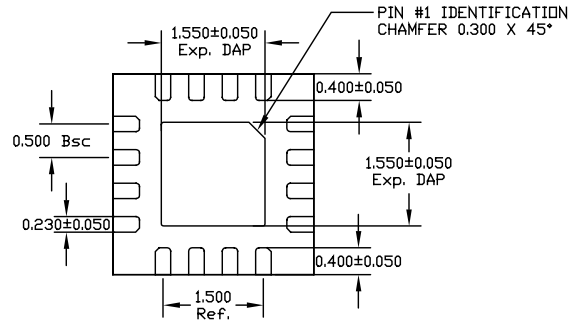 PIN #1 IDENTIFICATION
CHAMFER 0.300 X 45°
1.550±0.050
Exp. DAP
0.400±0.050
0.500 Bsc
1.550±0.050
Exp. DAP
0.230±0.050
0.400±0.050
1.500
Ref.